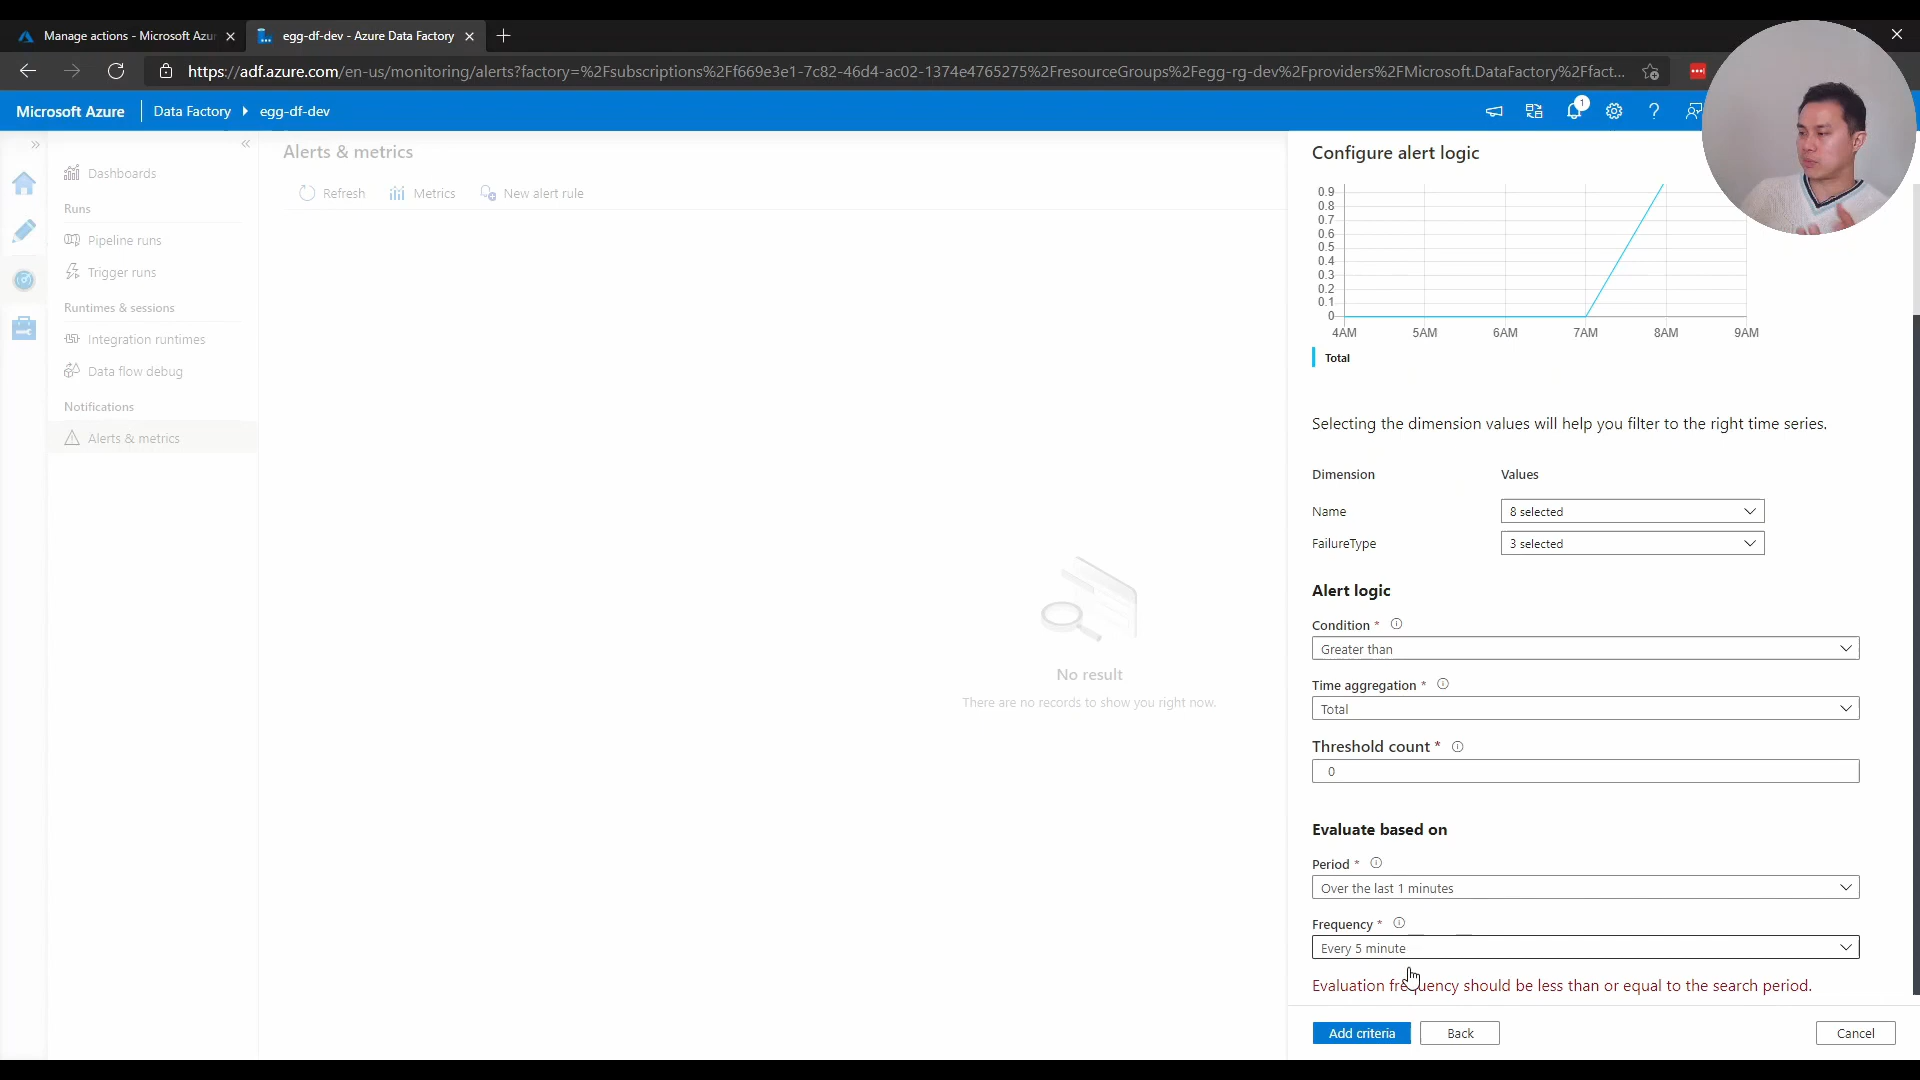 Manage actions - Microsoft Azur
egg-df-dev - Azure Data Factory
https://adf.azure.com/en-us/monitoring/alerts?factory=%2Fsubscriptions%2Ff669e3e1-7c82-46d4-ac02-1374e4765275%2FresourceGroups%2Fegg-rg-dev%2Fproviders%2FMicrosoft.DataFactory%2Ffact...
Microsoft Azure
Data Factory
egg-df-dev
1
Dashboards
Runs
Pipeline runs
Trigger runs
Runtimes & sessions
Integration runtimes
Data flow debug
Notifications
Alerts & metrics
Alerts & metrics
Refresh
Metrics
New alert rule
No result
There are no records to show you right now.
Configure alert logic
0.9
0.8
0.7
0.6
0.5
0.4
0.3
0.2
0.1
0
4AM 5AM 6AM 7AM 8AM 9AM
Total
Selecting the dimension values will help you filter to the right time series.
Dimension Values
Name 8 selected
FailureType 3 selected
Alert logic
Condition *
Greater than
Time aggregation *
Total
Threshold count *
0
Evaluate based on
Period *
Over the last 1 minutes
Frequency *
Every 5 minute
Evaluation frequency should be less than or equal to the search period.
Add criteria Back Cancel